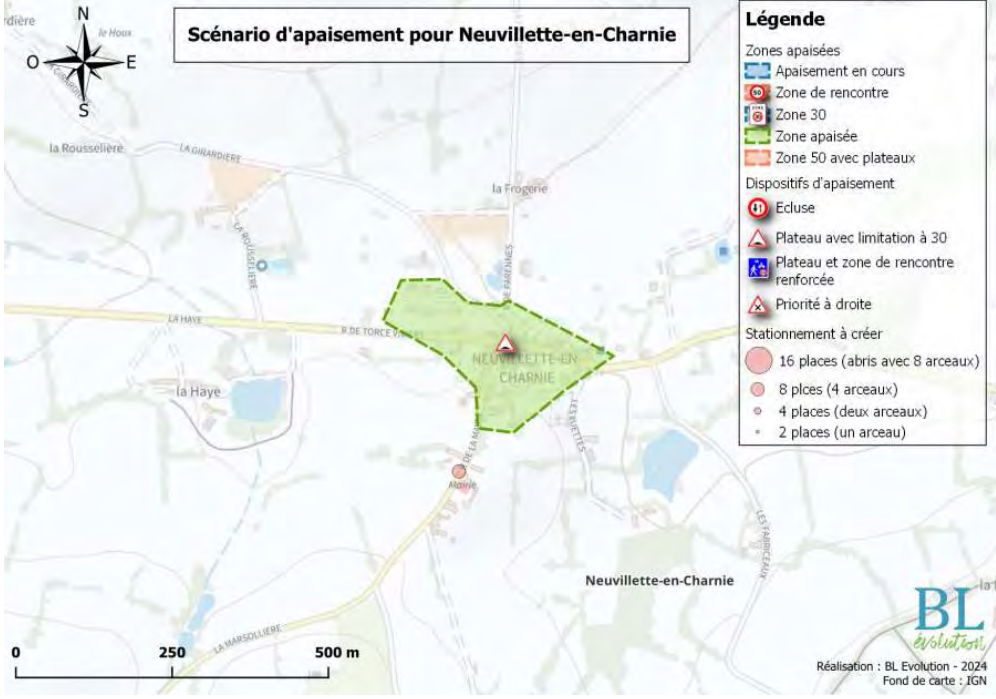 Scénario d'apaisement pour Neuvillette-en-Charnie
N
O
E
S
le Houx
la Rousselière
LA GIRARDIERE
la Frogerie
LA ROUSSELIERE
DE PARENNES
LA HAYE
R DE TORCE V
NEUVILLETTE-EN
CHARNIE
la Haye
Mairie
LES FABRICEAUX
Neuvillette-en-Charnie
LA MARSOLLIERE
0 250 500 m
Légende
Zones apaisées
Apaisement en cours
Zone de rencontre
Zone 30
Zone apaisée
Zone 50 avec plateaux
Dispositifs d'apaisement
Ecluse
Plateau avec limitation à 30
Plateau et zone de rencontre
renforcée
Priorité à droite
Stationnement à créer
16 places (abris avec 8 arceaux)
8 plces (4 arceaux)
4 places (deux arceaux)
2 places (un arceau)
BL
évolution
Réalisation : BL Evolution - 2024
Fond de carte : IGN